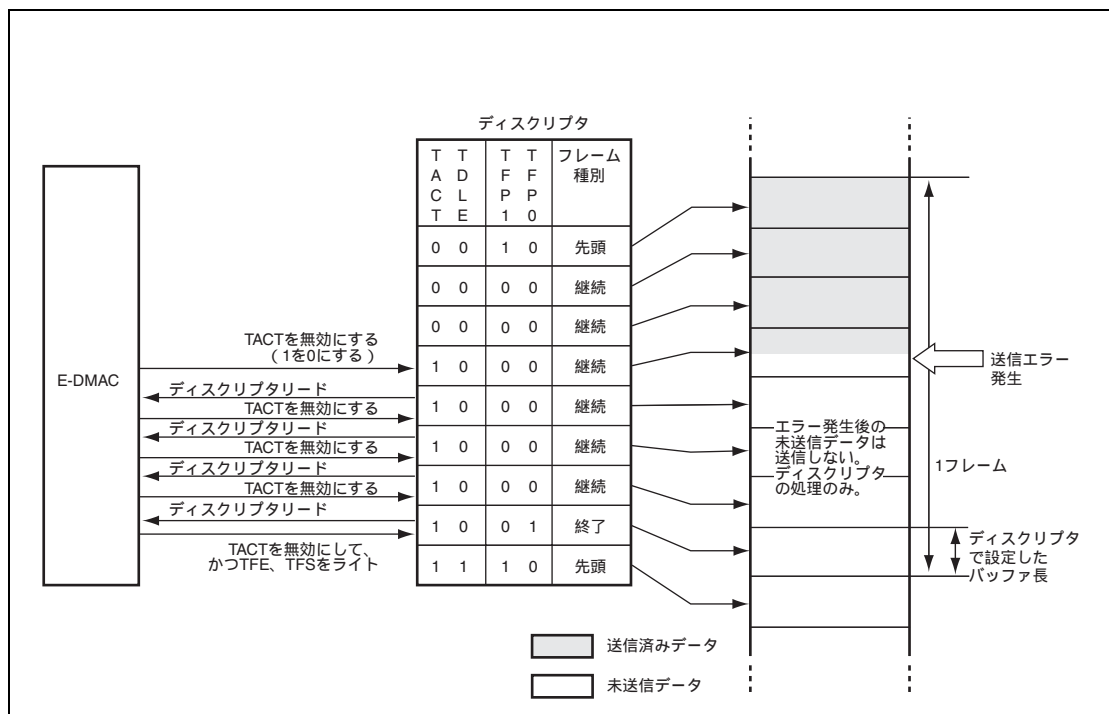 ディスクリプタ
TACT TDLE TFP1 TFP0 フレーム種別
0 0 1 0 先頭
0 0 0 0 継続
0 0 0 0 継続
1 0 0 0 継続
1 0 0 0 継続
1 0 0 0 継続
1 0 0 0 継続
1 0 0 1 終了
1 1 1 0 先頭
E-DMAC
TACTを無効にする
(1を0にする)
ディスクリプタリード
TACTを無効にする
ディスクリプタリード
TACTを無効にする
ディスクリプタリード
TACTを無効にする
ディスクリプタリード
TACTを無効にして、
かつTFE、TFSをライト
送信エラー
発生
エラー発生後の
未送信データは
送信しない。
ディスクリプタ
の処理のみ。
1フレーム
ディスクリプタ
で設定した
バッファ長
送信済みデータ
未送信データ